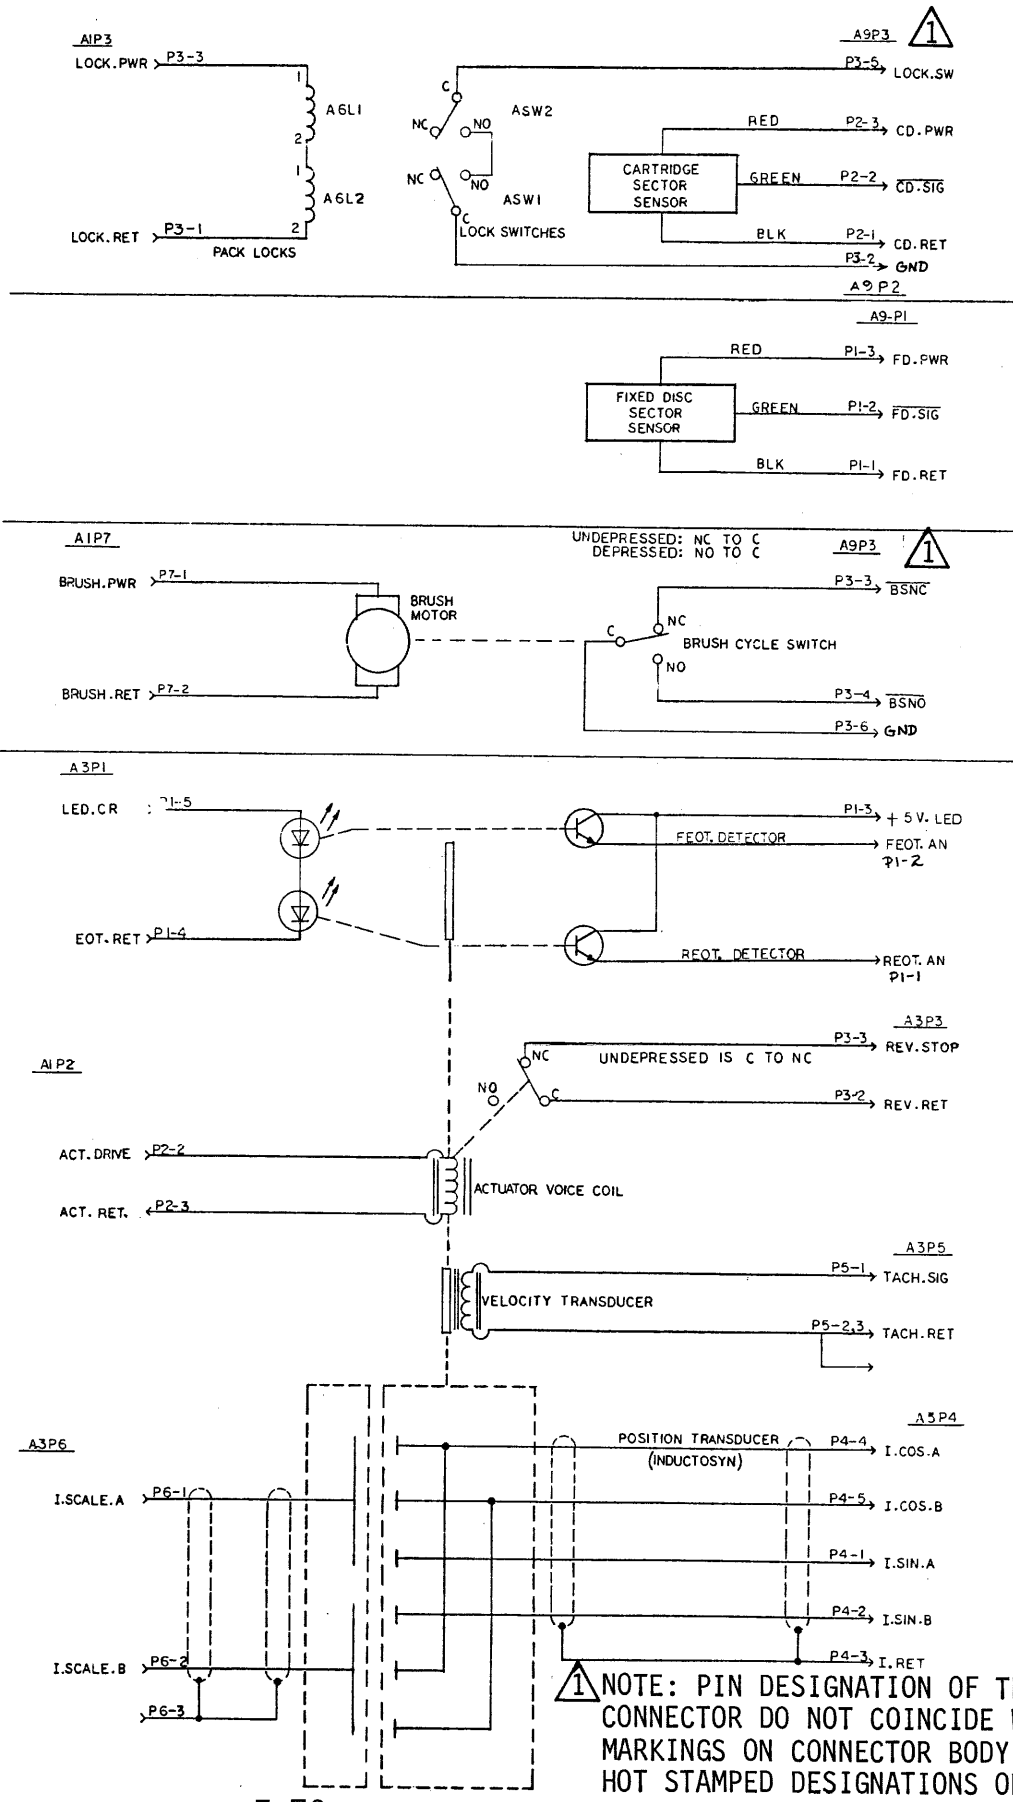 A1P3
LOCK.PWR P3-3
1
A6L1
2
1
A6L2
2
LOCK.RET P3-1
PACK LOCKS
A9P3
1
P3-5 LOCK.SW
C
NC NO
ASW2
NC NO
ASW1
C
LOCK SWITCHES
RED P2-3 CD.PWR
CARTRIDGE
SECTOR
SENSOR
GREEN P2-2 CD.SIG
BLK P2-1 CD.RET
P3-2 GND
A9P2
A9-P1
RED P1-3 FD.PWR
FIXED DISC
SECTOR
SENSOR
GREEN P1-2 FD.SIG
BLK P1-1 FD.RET
A1P7
UNDEPRESSED: NC TO C
DEPRESSED: NO TO C
A9P3
1
BRUSH.PWR P7-1
BRUSH
MOTOR
BRUSH.RET P7-2
P3-3 BSNC
C
NC
BRUSH CYCLE SWITCH
NO
P3-4 BSNO
P3-6 GND
A3P1
LED.CR P1-5
P1-3 + 5V. LED
FEOT. DETECTOR FEOT. AN
P1-2
EOT. RET P1-4
REOT. DETECTOR REOT. AN
P1-1
A3P3
P3-3 REV.STOP
NC
UNDEPRESSED IS C TO NC
A1P2
NO
C
P3-2 REV.RET
ACT.DRIVE P2-2
ACTUATOR VOICE COIL
ACT. RET. P2-3
A3P5
P5-1 TACH.SIG
VELOCITY TRANSDUCER
P5-2,3 TACH.RET
A3P4
A3P6
POSITION TRANSDUCER
(INDUCTOSYN)
P4-4 I.COS.A
I.SCALE.A P6-1
P4-5 I.COS.B
P4-1 I.SIN.A
P4-2 I.SIN.B
I.SCALE.B P6-2
P4-3 I.RET
P6-3
1 NOTE: PIN DESIGNATION OF
CONNECTOR DO NOT COINCIDE
MARKINGS ON CONNECTOR BODY
HOT STAMPED DESIGNATIONS